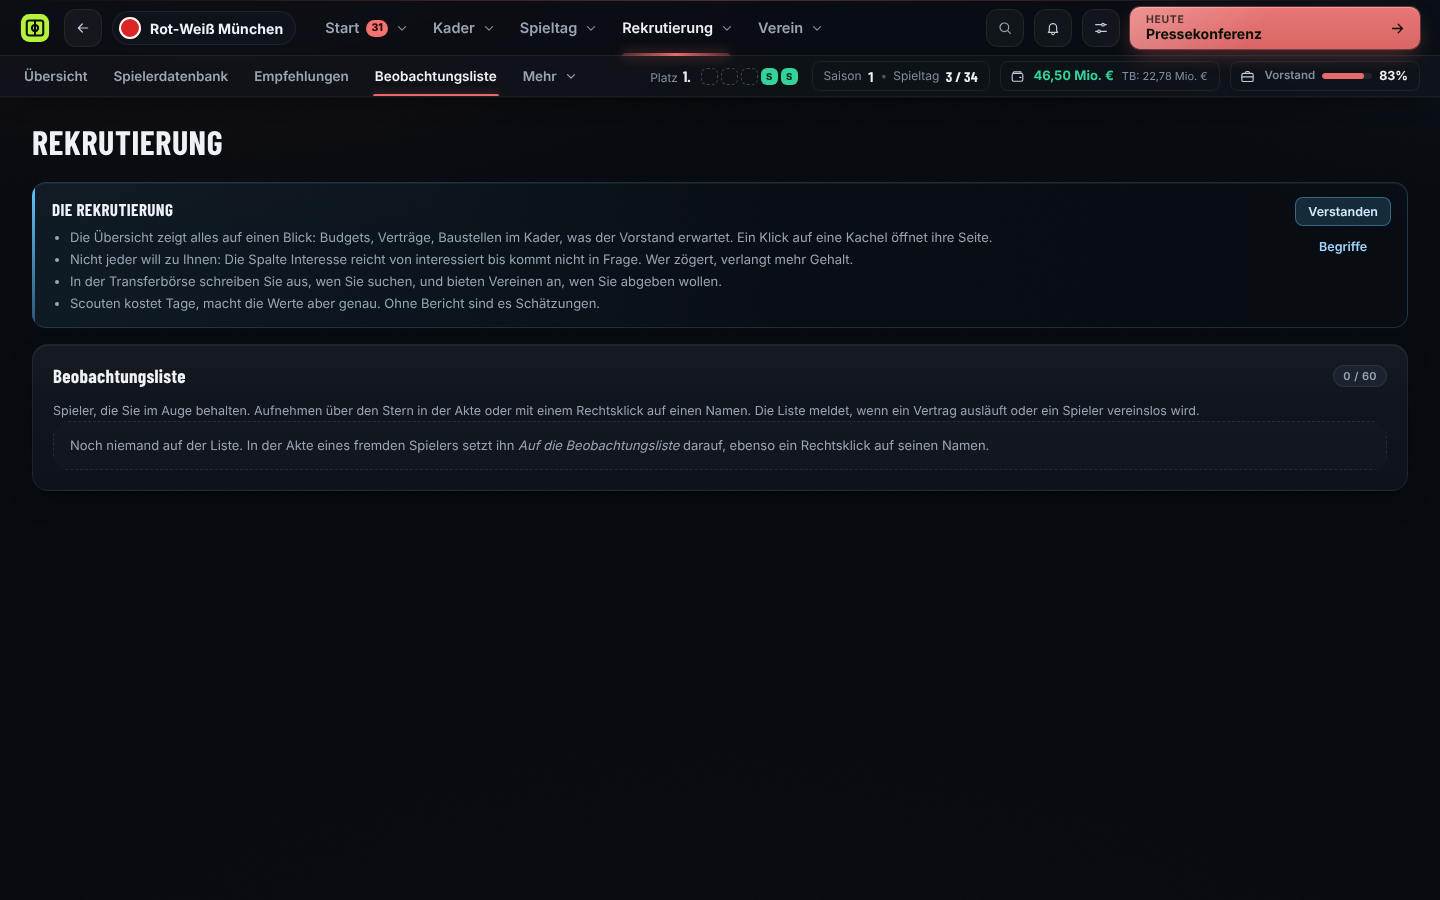 Rot-Weiß München
Start 31
Kader
Spieltag
Rekrutierung
Verein
HEUTE
Pressekonferenz
Übersicht
Spielerdatenbank
Empfehlungen
Beobachtungsliste
Mehr
Platz 1.
S S
Saison 1 • Spieltag 3 / 34
46,50 Mio. € TB: 22,78 Mio. €
Vorstand 83%
REKRUTIERUNG
DIE REKRUTIERUNG
Verstanden
• Die Übersicht zeigt alles auf einen Blick: Budgets, Verträge, Baustellen im Kader, was der Vorstand erwartet. Ein Klick auf eine Kachel öffnet ihre Seite.
Begriffe
• Nicht jeder will zu Ihnen: Die Spalte Interesse reicht von interessiert bis kommt nicht in Frage. Wer zögert, verlangt mehr Gehalt.
• In der Transferbörse schreiben Sie aus, wen Sie suchen, und bieten Vereinen an, wen Sie abgeben wollen.
• Scouten kostet Tage, macht die Werte aber genau. Ohne Bericht sind es Schätzungen.
Beobachtungsliste
0 / 60
Spieler, die Sie im Auge behalten. Aufnehmen über den Stern in der Akte oder mit einem Rechtsklick auf einen Namen. Die Liste meldet, wenn ein Vertrag ausläuft oder ein Spieler vereinslos wird.
Noch niemand auf der Liste. In der Akte eines fremden Spielers setzt ihn Auf die Beobachtungsliste darauf, ebenso ein Rechtsklick auf seinen Namen.